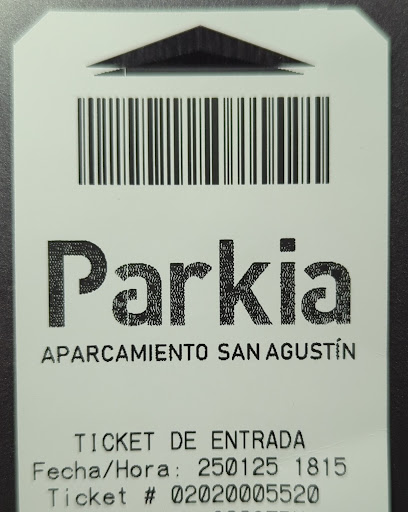 Parkia
APARCAMIENTO SAN AGUSTÍN
TICKET DE ENTRADA
Fecha/Hora: 250125 1815
Ticket # 02020005520